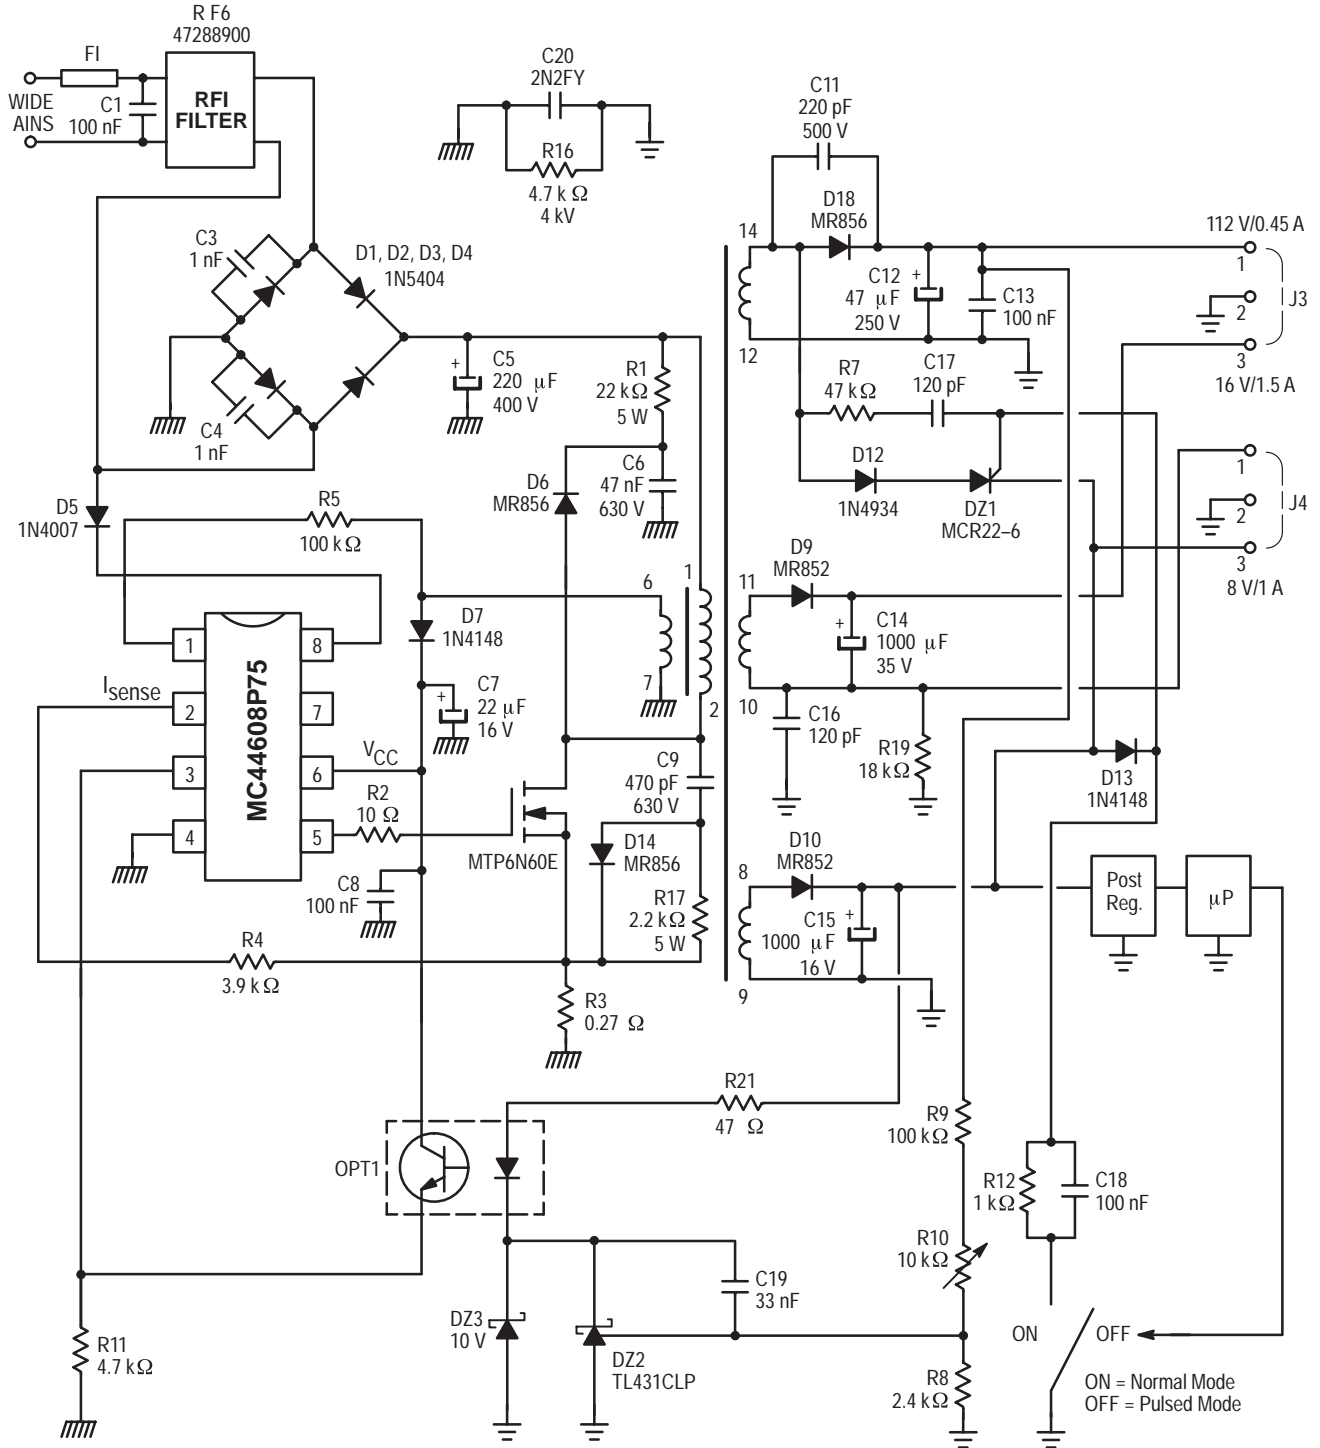 R F6
47288900
FI
RFI
FILTER
WIDE
AINS
C1
100 nF
C20
2N2FY
R16
4.7 k Ω
4 kV
C11
220 pF
500 V
D18
MR856
14
112 V/0.45 A
1
2
3
J3
16 V/1.5 A
C12
47 µF
250 V
+
C13
100 nF
12
C3
1 nF
D1, D2, D3, D4
1N5404
C4
1 nF
+
C5
220 µF
400 V
R1
22 kΩ
5 W
R7
47 kΩ
C17
120 pF
D12
1N4934
DZ1
MCR22–6
1
2
3
J4
8 V/1 A
D6
MR856
C6
47 nF
630 V
D5
1N4007
R5
100 kΩ
D9
MR852
11
6
1
7
2
10
+
C14
1000 µF
35 V
D7
1N4148
MC44608P75
1
2
3
4
8
7
6
5
Isense
VCC
+
C7
22 µF
16 V
C16
120 pF
R19
18 kΩ
D13
1N4148
R2
10 Ω
MTP6N60E
C9
470 pF
630 V
D14
MR856
R17
2.2 kΩ
5 W
C8
100 nF
D10
MR852
8
9
C15
1000 µF
16 V
+
Post
Reg.
µP
R4
3.9 kΩ
R3
0.27 Ω
R21
47 Ω
OPT1
R9
100 kΩ
R12
1 kΩ
C18
100 nF
R10
10 kΩ
C19
33 nF
DZ3
10 V
DZ2
TL431CLP
R11
4.7 kΩ
R8
2.4 kΩ
ON
OFF
ON = Normal Mode
OFF = Pulsed Mode